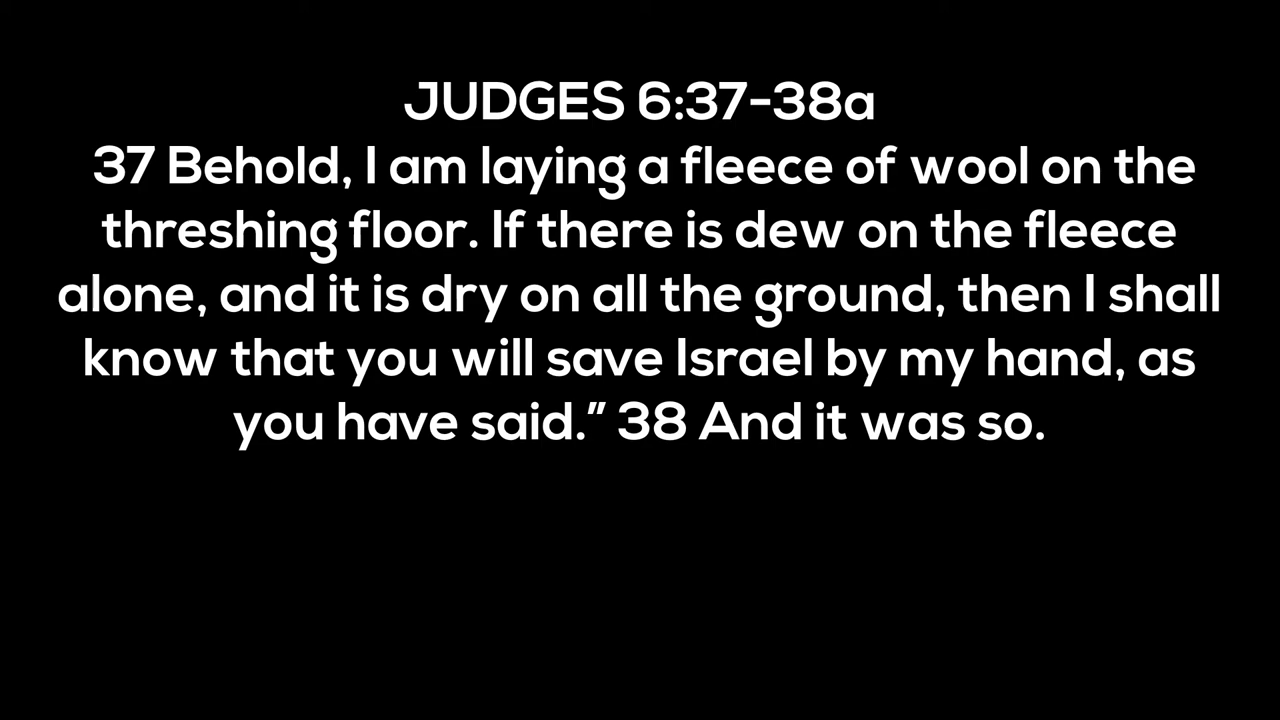 JUDGES 6:37-38a
37 Behold, I am laying a fleece of wool on the
threshing floor. If there is dew on the fleece
alone, and it is dry on all the ground, then I shall
know that you will save Israel by my hand, as
you have said.” 38 And it was so.